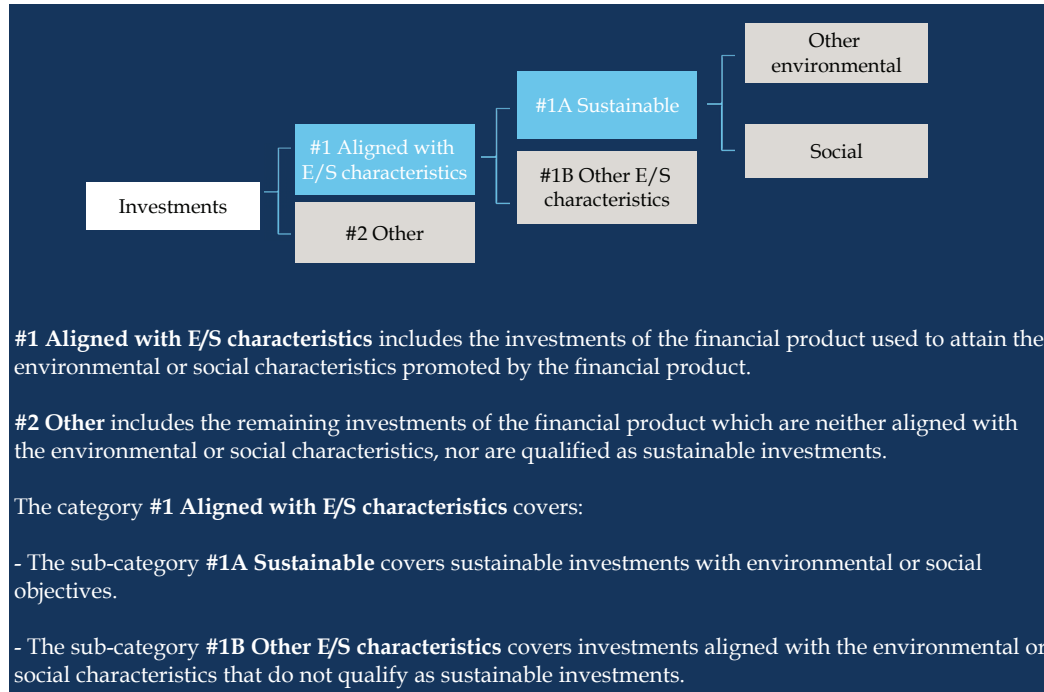 Other
environmental
#1A Sustainable
#1 Aligned with
E/S characteristics
Social
#1B Other E/S
characteristics
Investments
#2 Other
#1 Aligned with E/S characteristics includes the investments of the financial product used to attain the
environmental or social characteristics promoted by the financial product.
#2 Other includes the remaining investments of the financial product which are neither aligned with
the environmental or social characteristics, nor are qualified as sustainable investments.
The category #1 Aligned with E/S characteristics covers:
- The sub-category #1A Sustainable covers sustainable investments with environmental or social
objectives.
- The sub-category #1B Other E/S characteristics covers investments aligned with the environmental or
social characteristics that do not qualify as sustainable investments.